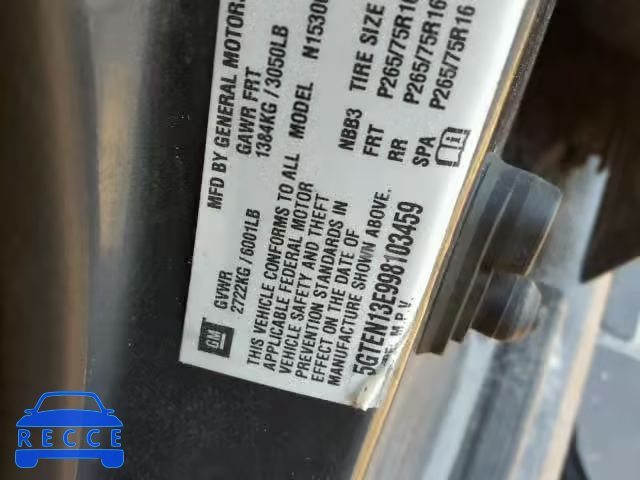 MFD BY GENERAL MOTORS
GVWR
2722KG / 6001LB
GAWR FRT
1384KG / 3050LB
GM
THIS VEHICLE CONFORMS TO ALL
APPLICABLE FEDERAL MOTOR
VEHICLE SAFETY AND THEFT
PREVENTION STANDARDS IN
EFFECT ON THE DATE OF
MANUFACTURE SHOWN ABOVE.
5GTEN13E998103459
M.P.V.
MODEL
NBB3
TIRE SIZE
FRT P265/75R16
RR P265/75R16
SPA P265/75R16
RECCE